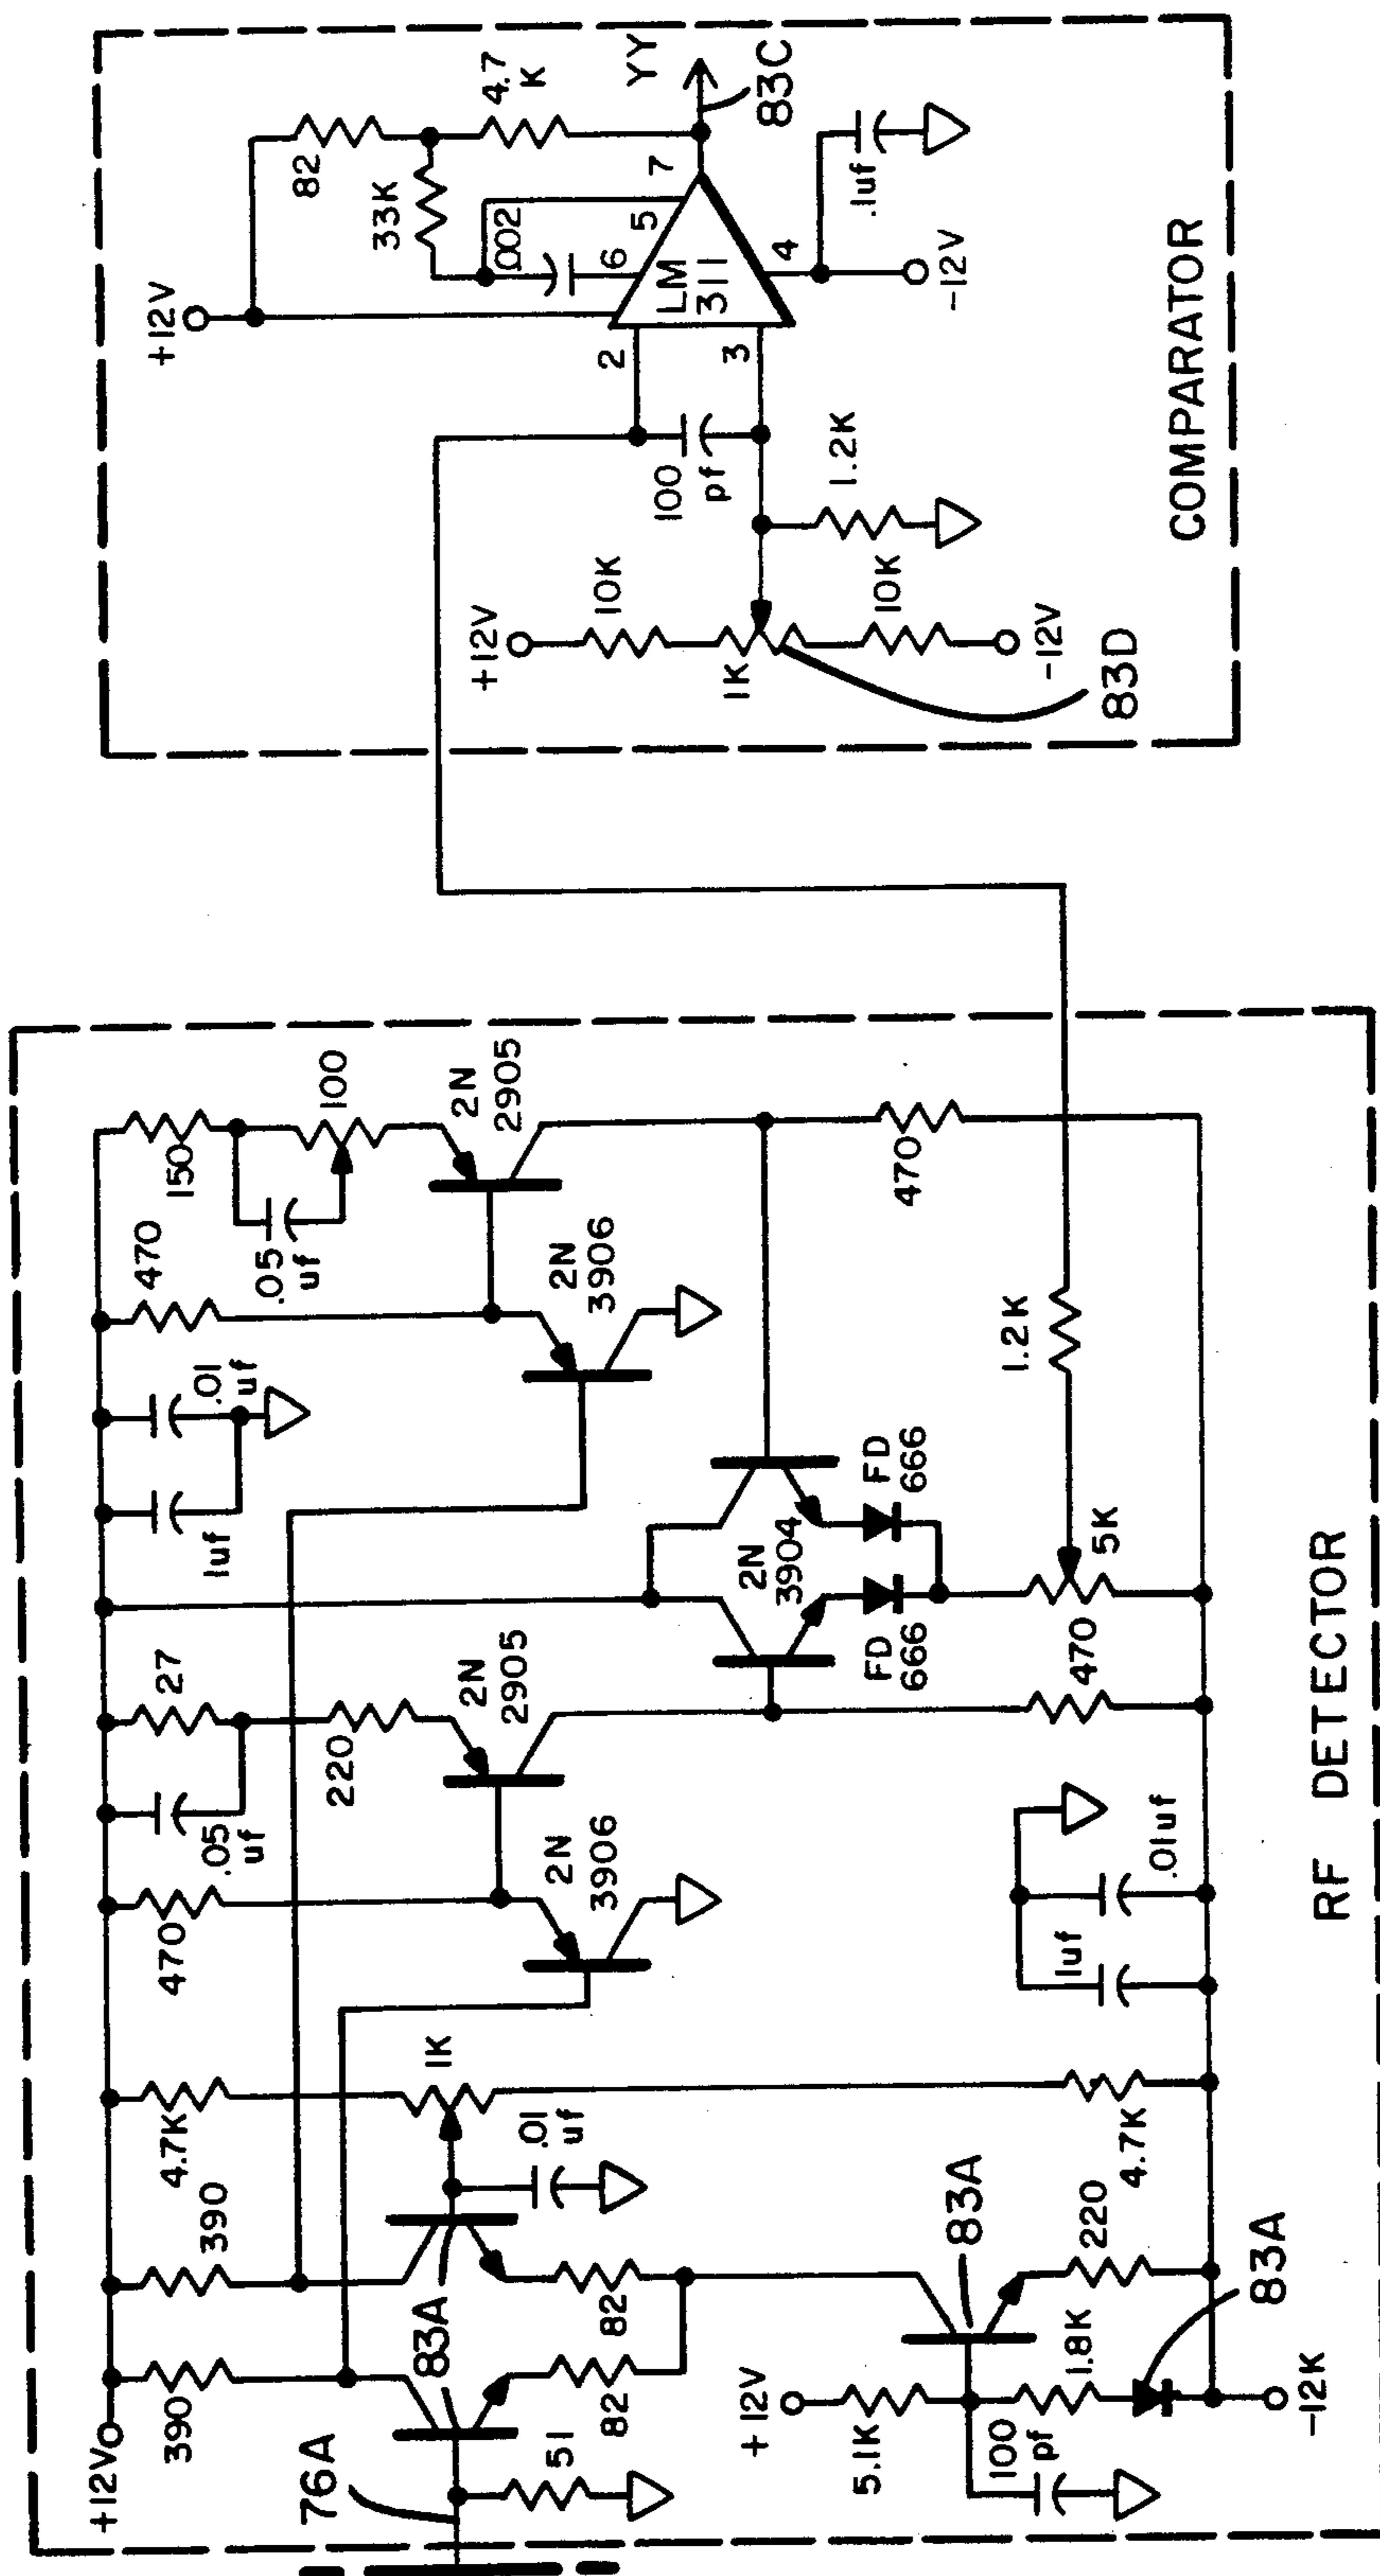 +12V
390
390
4.7K
470
.05
uf
27
1uf
.01
uf
470
.05
uf
150
100
76A
51
83A
82
82
.01
uf
1K
220
2N
3906
2N
2905
2N
3906
2N
2905
+12V
5.1K
100
pf
1.8K
83A
220
4.7K
83A
-12K
1uf
.01uf
470
FD
666
2N
3904
FD
666
5K
1.2K
470
RF DETECTOR
+12V
82
33K
4.7
K
.002
6
5
7
YY
83C
LM
311
2
3
4
100
pf
.1uf
-12V
+12V
10K
1K
10K
1.2K
-12V
83D
COMPARATOR